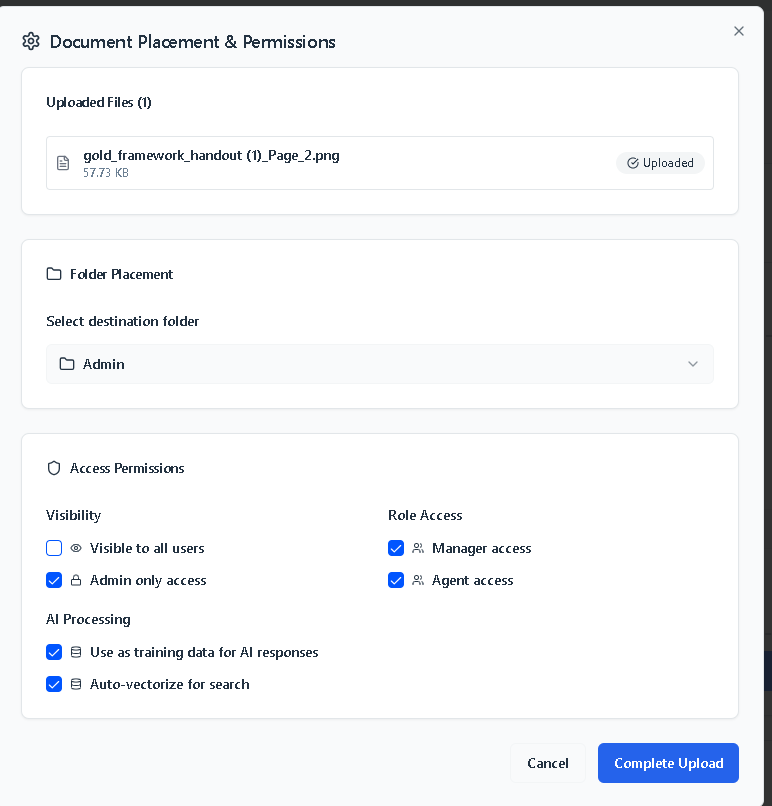 Document Placement & Permissions
Uploaded Files (1)
gold_framework_handout (1)_Page_2.png
57.73 KB
Uploaded
Folder Placement
Select destination folder
Admin
Access Permissions
Visibility
Visible to all users
Admin only access
Role Access
Manager access
Agent access
AI Processing
Use as training data for AI responses
Auto-vectorize for search
Cancel
Complete Upload